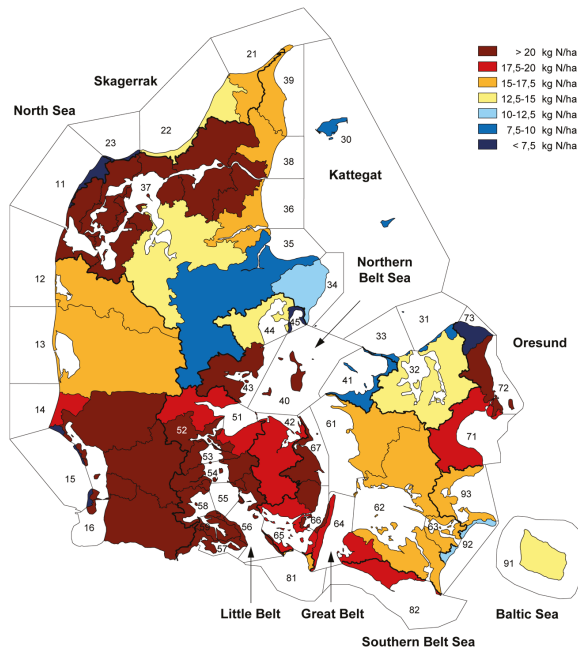 21
Skagerrak
39
> 20 kg N/ha
17,5-20 kg N/ha
15-17,5 kg N/ha
12,5-15 kg N/ha
10-12,5 kg N/ha
7,5-10 kg N/ha
< 7,5 kg N/ha
North Sea
22
23
30
38
Kattegat
11
37
36
35
Northern
Belt Sea
12
34
45
44
33
31
73
Oresund
13
32
41
43
40
72
14
51
42
61
52
71
67
53
54
15
93
58
55
62
66
64
63
16
56
65
92
57
91
81
Little Belt
Great Belt
82
Baltic Sea
Southern Belt Sea